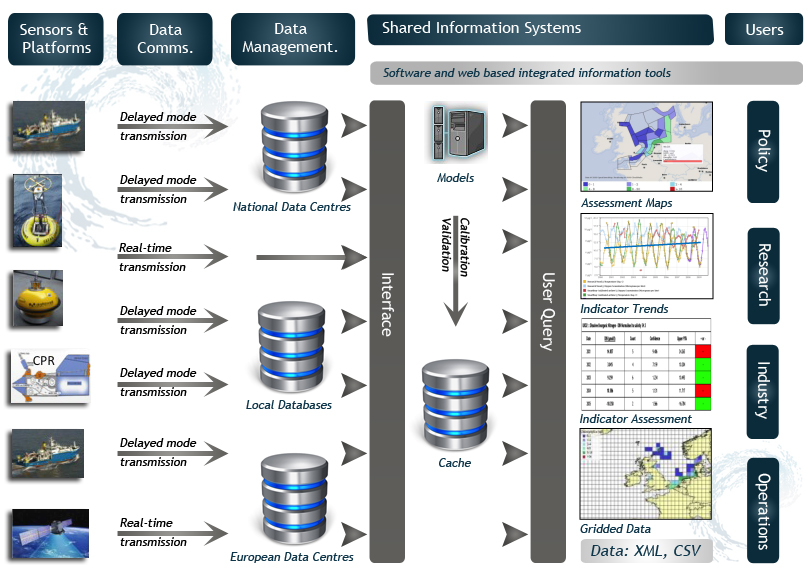 Sensors &
Platforms
Data
Comms.
Data
Management.
Shared Information Systems
Users
Software and web based integrated information tools
Delayed mode
transmission
Delayed mode
transmission
Real-time
transmission
Delayed mode
transmission
CPR
Delayed mode
transmission
Delayed mode
transmission
Real-time
transmission
National Data Centres
Local Databases
European Data Centres
Interface
Models
Calibration
Validation
Cache
User Query
Assessment Maps
Indicator Trends
Indicator Assessment
Gridded Data
Data: XML, CSV
Policy
Research
Industry
Operations